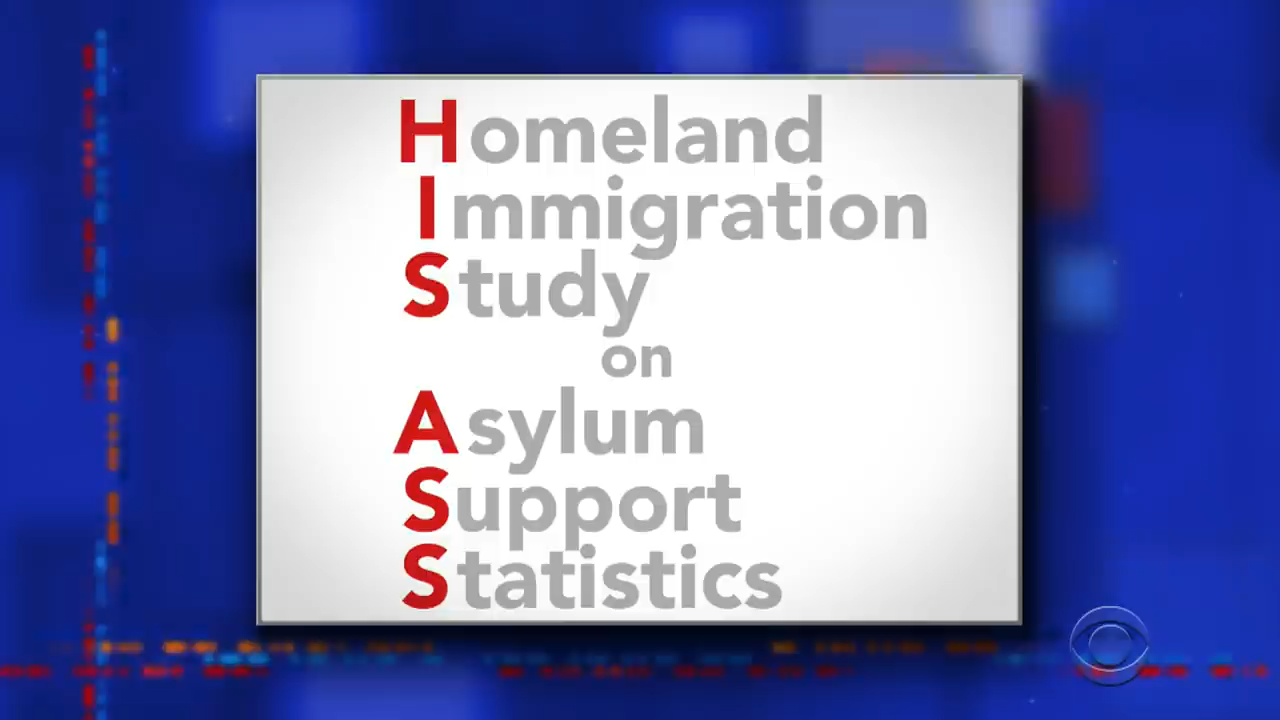 Homeland
Immigration
Study
on
Asylum
Support
Statistics